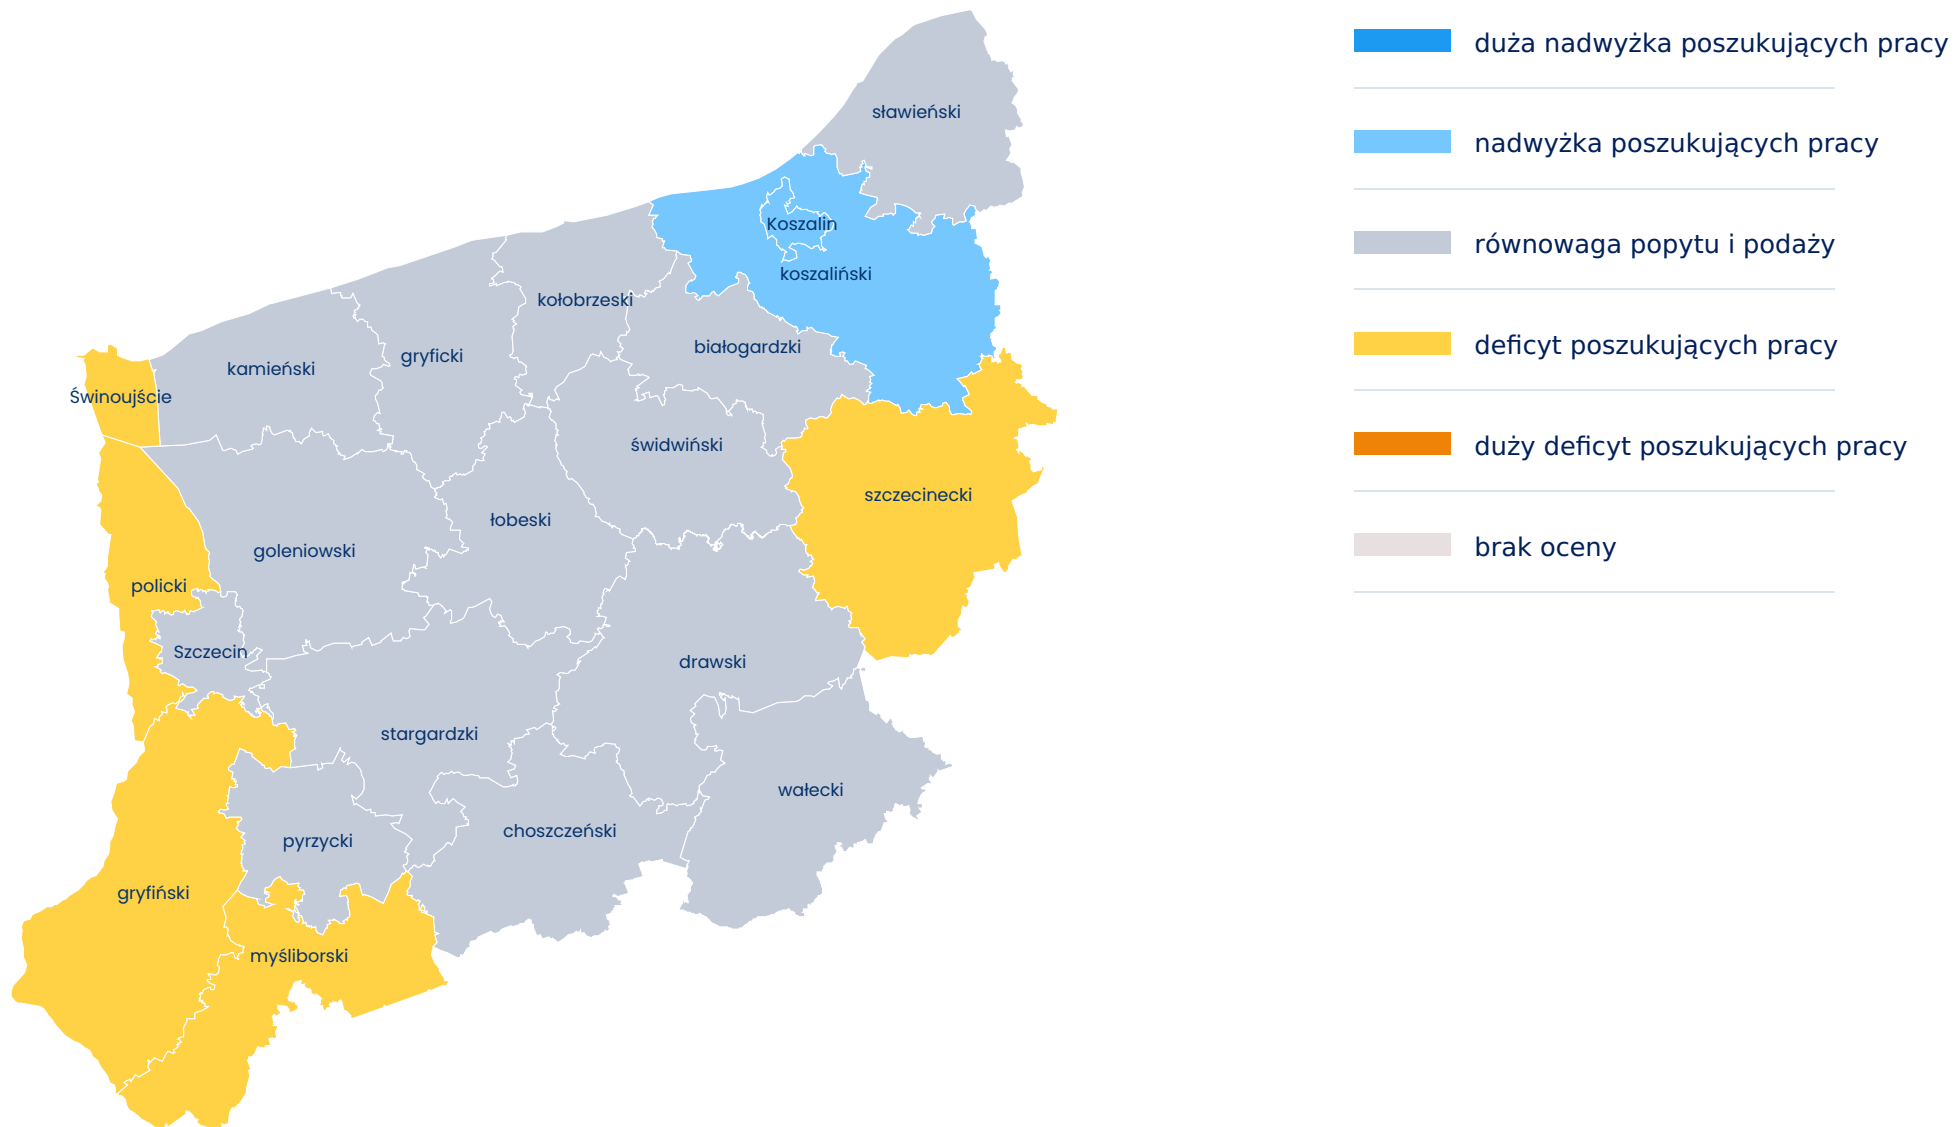 sławieński
Koszalin
koszaliński
kołobrzeski
białogardzki
gryficki
kamieński
Świnoujście
świdwiński
szczecinecki
łobeski
goleniowski
policki
Szczecin
drawski
stargardzki
wałecki
choszczeński
pyrzycki
gryfiński
myśliborski
duża nadwyżka poszukujących pracy
nadwyżka poszukujących pracy
równowaga popytu i podaży
deficyt poszukujących pracy
duży deficyt poszukujących pracy
brak oceny